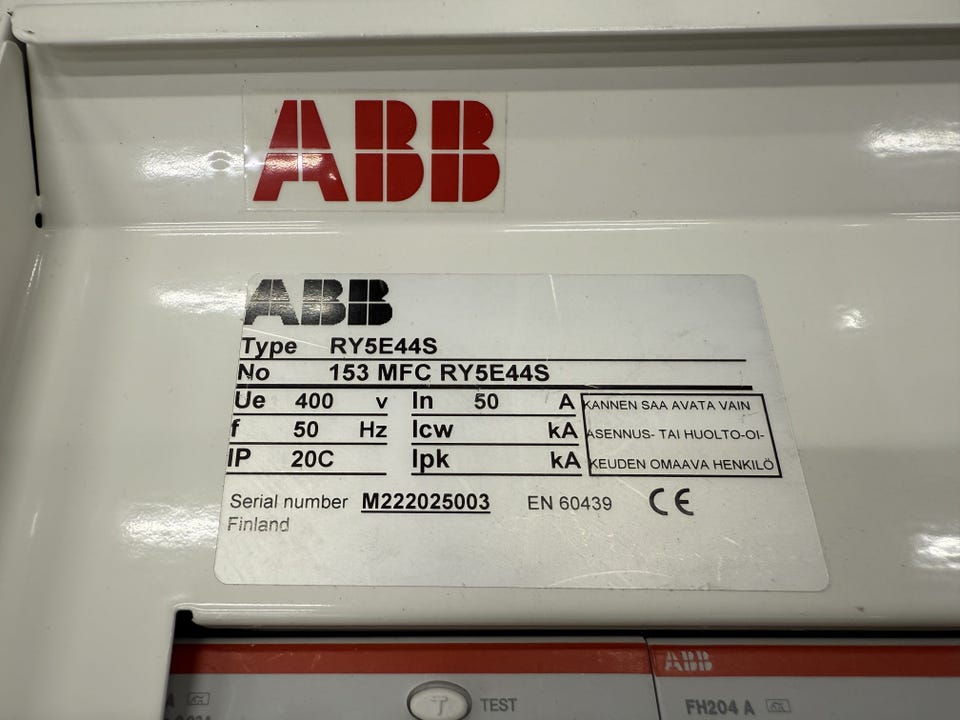 ABB
ABB
Type RY5E44S
No 153 MFC RY5E44S
Ue 400 v In 50 A
f 50 Hz Icw kA
IP 20C Ipk kA
KANNEN SAA AVATA VAIN
ASENNUS- TAI HUOLTO-OI-
KEUDEN OMAAVA HENKILÖ
Serial number M222025003 EN 60439 CE
Finland
ABB
T TEST
FH204 A